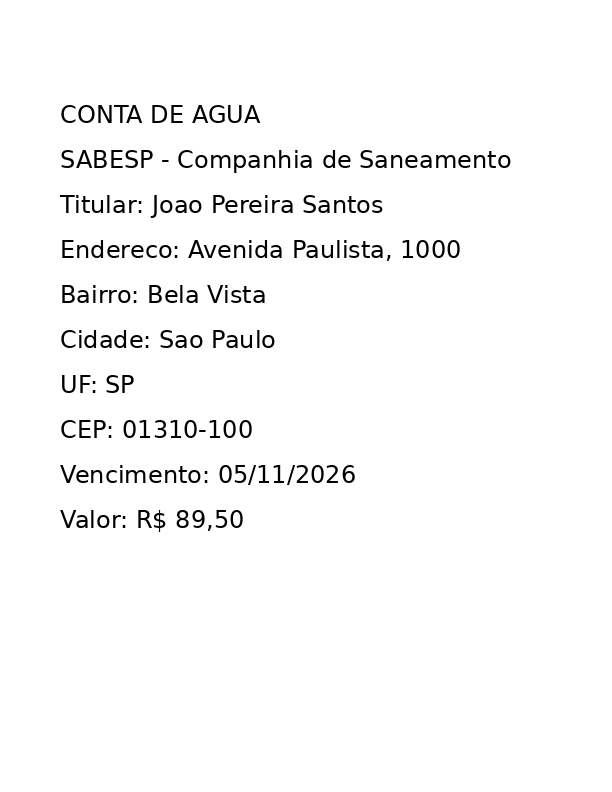 CONTA DE AGUA
SABESP - Companhia de Saneamento
Titular: Joao Pereira Santos
Endereco: Avenida Paulista, 1000
Bairro: Bela Vista
Cidade: Sao Paulo
UF: SP
CEP: 01310-100
Vencimento: 05/11/2026
Valor: R$ 89,50